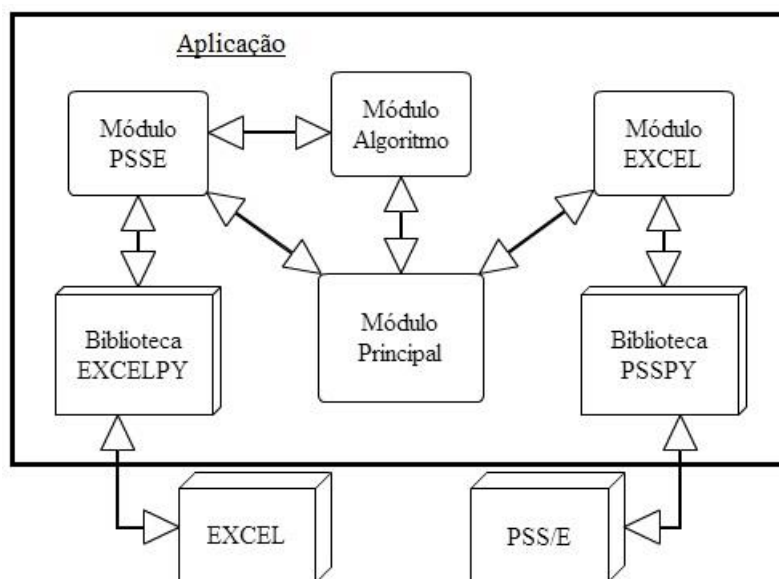 Aplicação
Módulo
PSSE
Módulo
Algoritmo
Módulo
EXCEL
Módulo
Principal
Biblioteca
EXCELPY
Biblioteca
PSSPY
EXCEL
PSS/E